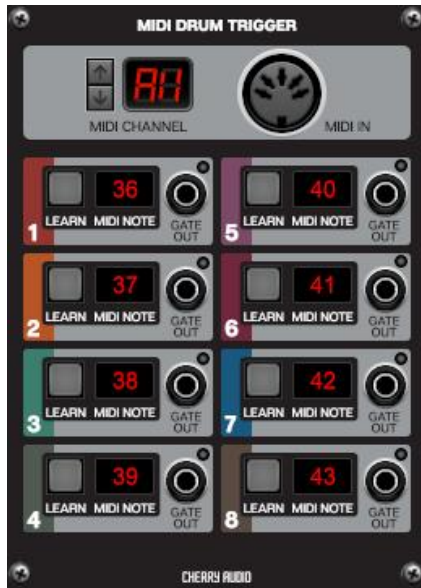 MIDI DRUM TRIGGER
All
MIDI CHANNEL
MIDI IN
36
LEARN MIDI NOTE
GATE
OUT
1
37
LEARN MIDI NOTE
GATE
OUT
2
38
LEARN MIDI NOTE
GATE
OUT
3
39
LEARN MIDI NOTE
GATE
OUT
4
40
LEARN MIDI NOTE
GATE
OUT
5
41
LEARN MIDI NOTE
GATE
OUT
6
42
LEARN MIDI NOTE
GATE
OUT
7
43
LEARN MIDI NOTE
GATE
OUT
8
CHERRY AUDIO